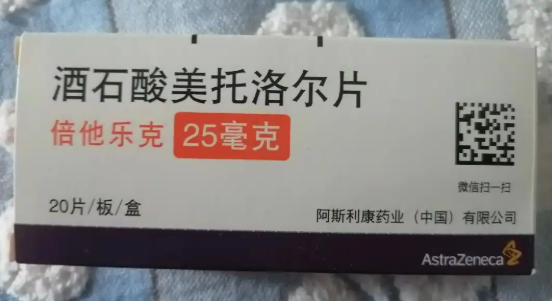 酒石酸美托洛尔片
倍他乐克 25毫克
微信扫一扫
20片/板/盒
阿斯利康药业（中国）有限公司
AstraZeneca